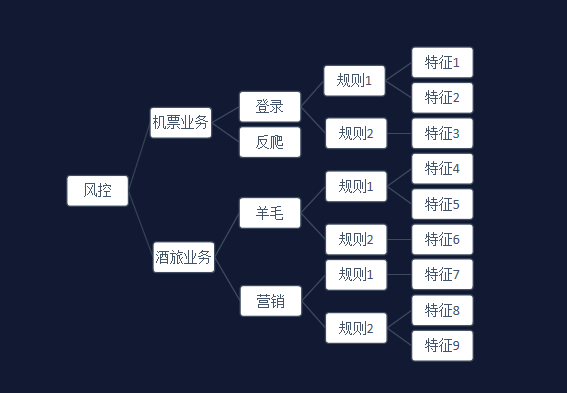 风控
机票业务
登录
规则1
特征1
特征2
规则2
特征3
反爬
酒旅业务
羊毛
规则1
特征4
特征5
规则2
特征6
营销
规则1
特征7
规则2
特征8
特征9